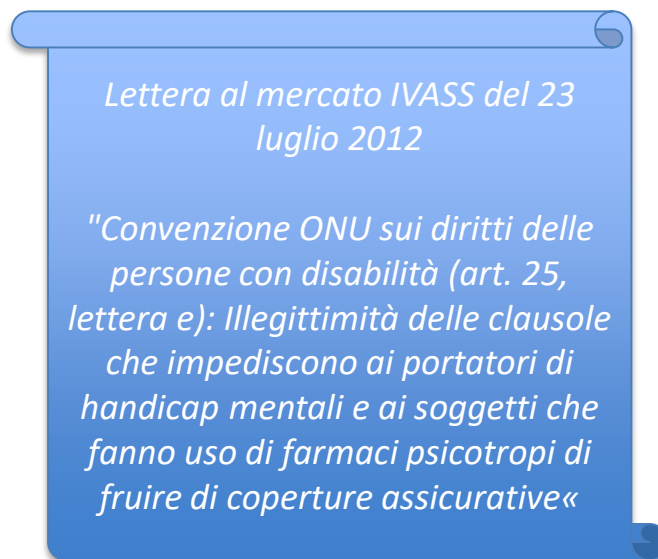 Lettera al mercato IVASS del 23
luglio 2012
"Convenzione ONU sui diritti delle
persone con disabilità (art. 25,
lettera e): Illegittimità delle clausole
che impediscono ai portatori di
handicap mentali e ai soggetti che
fanno uso di farmaci psicotropi di
fruire di coperture assicurative«